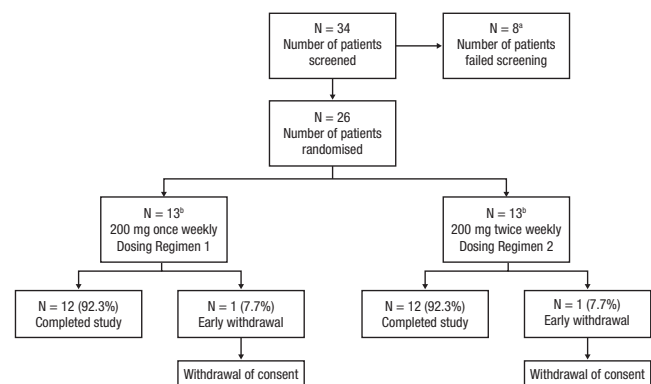 N = 34
Number of patients
screened
N = 8ᵃ
Number of patients
failed screening
N = 26
Number of patients
randomised
N = 13ᵇ
200 mg once weekly
Dosing Regimen 1
N = 13ᵇ
200 mg twice weekly
Dosing Regimen 2
N = 12 (92.3%)
Completed study
N = 1 (7.7%)
Early withdrawal
N = 12 (92.3%)
Completed study
N = 1 (7.7%)
Early withdrawal
Withdrawal of consent
Withdrawal of consent